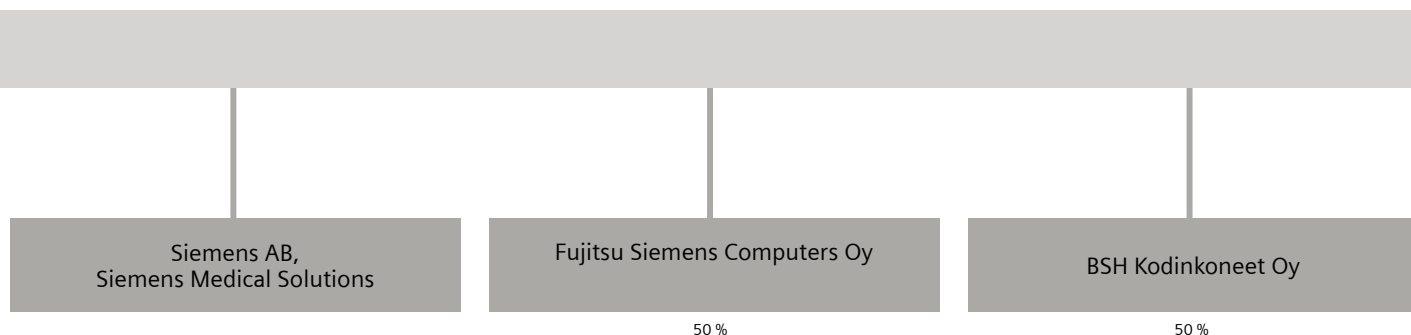 Siemens AB,
Siemens Medical Solutions
Fujitsu Siemens Computers Oy
BSH Kodinkoneet Oy
50 %
50 %